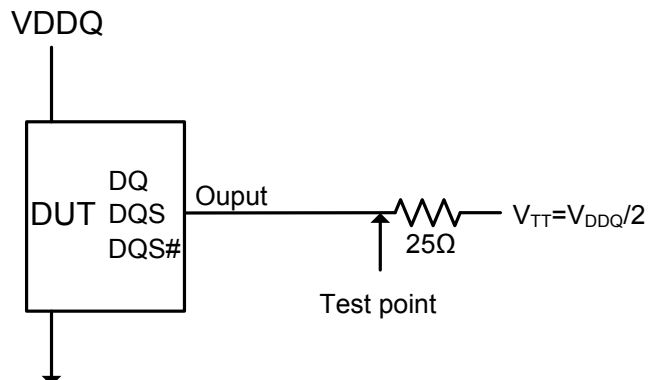 VDDQ
DUT
DQ
DQS
DQS#
Ouput
25Ω
VTT=VDDQ/2
Test point